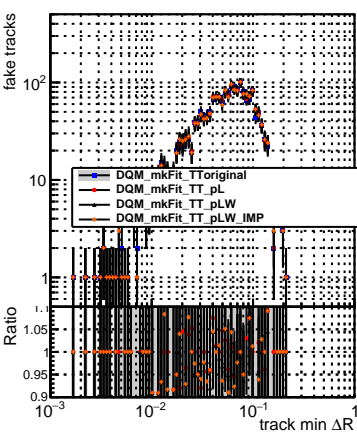 fake tracks
10²
10
1
DQM_mkFit_TToriginal
DQM_mkFit_TT_pL
DQM_mkFit_TT_pLW
DQM_mkFit_TT_pLW_IMP
Ratio
1.1
1.05
1
0.95
0.9
10⁻³ 10⁻² 10⁻¹ 1
track min ΔR